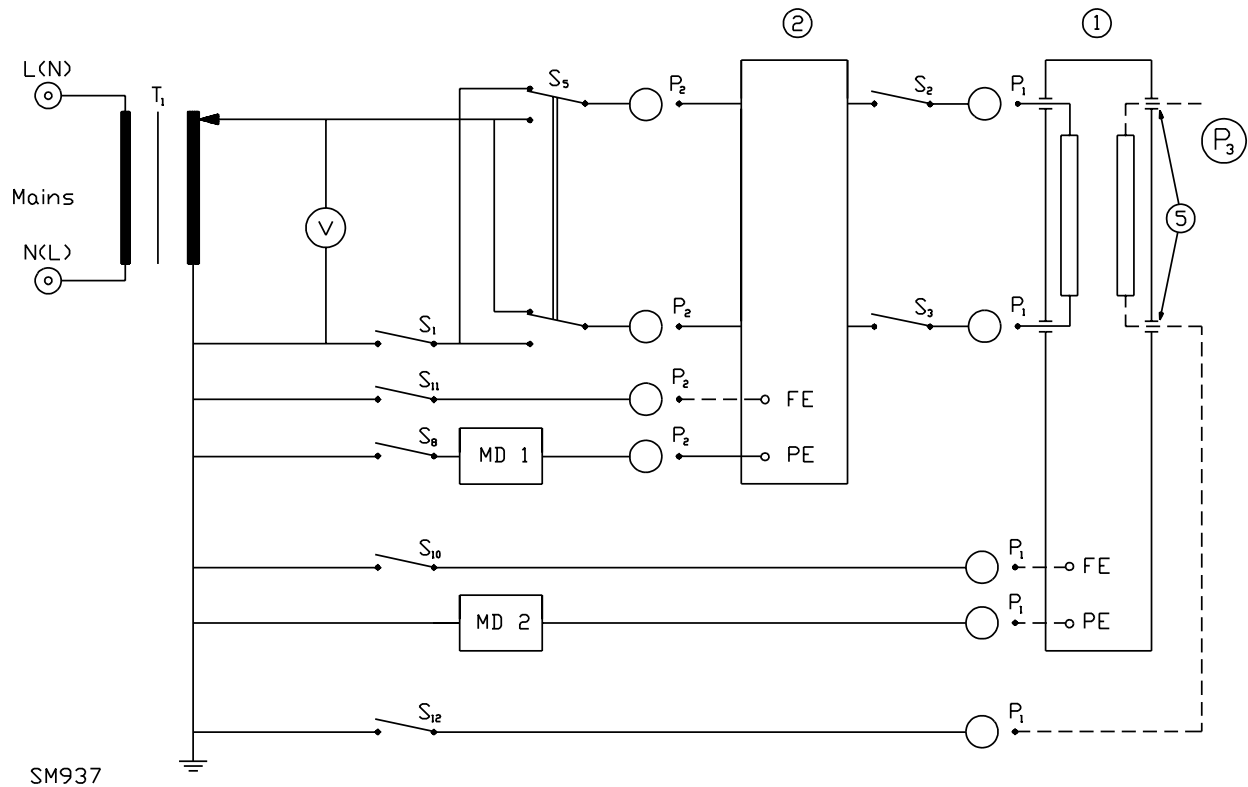 ② ①
L(N) T₁ S₅ P₂ S₂ P₁
P₃
Mains V ⑤
N(L)
S₁ P₂ S₃ P₁
S₁₁ P₂ FE
S₈ MD 1 P₂ PE
S₁₀ P₁ FE
MD 2 P₁ PE
S₁₂ P₁
SM937